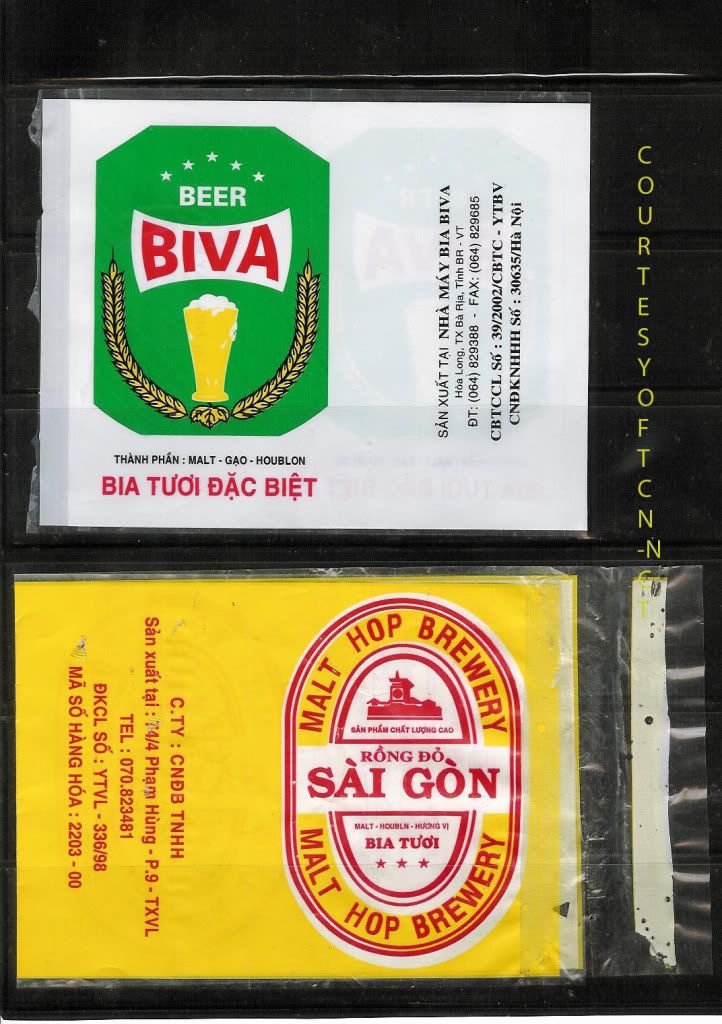 BEER
BIVA
THÀNH PHẦN : MALT - GẠO - HOUBLON
BIA TƯƠI ĐẶC BIỆT
SẢN XUẤT TẠI NHÀ MÁY BIA BIVA
Hòa Long, TX Bà Rịa, Tỉnh BR - VT
ĐT: (064) 829388 - FAX: (064) 829685
CBTCCL Số : 39/2002/CBTC - YTBV
CNĐKNHHH Số : 30635/Hà Nội
COURTESYOFTCN-NCT
MALT HOP BREWERY
SẢN PHẨM CHẤT LƯỢNG CAO
RỒNG ĐỎ
SÀI GÒN
MALT - HOUBLN - HƯƠNG VỊ
BIA TƯƠI
MALT HOP BREWERY
C.TY : CNĐB TNHH
Sản xuất tại : 74/4 Phạm Hùng - P.9 - TXVL
TEL : 070.823481
ĐKCL SỐ : YTVL - 336/98
MÃ SỐ HÀNG HÓA : 2203 - 00